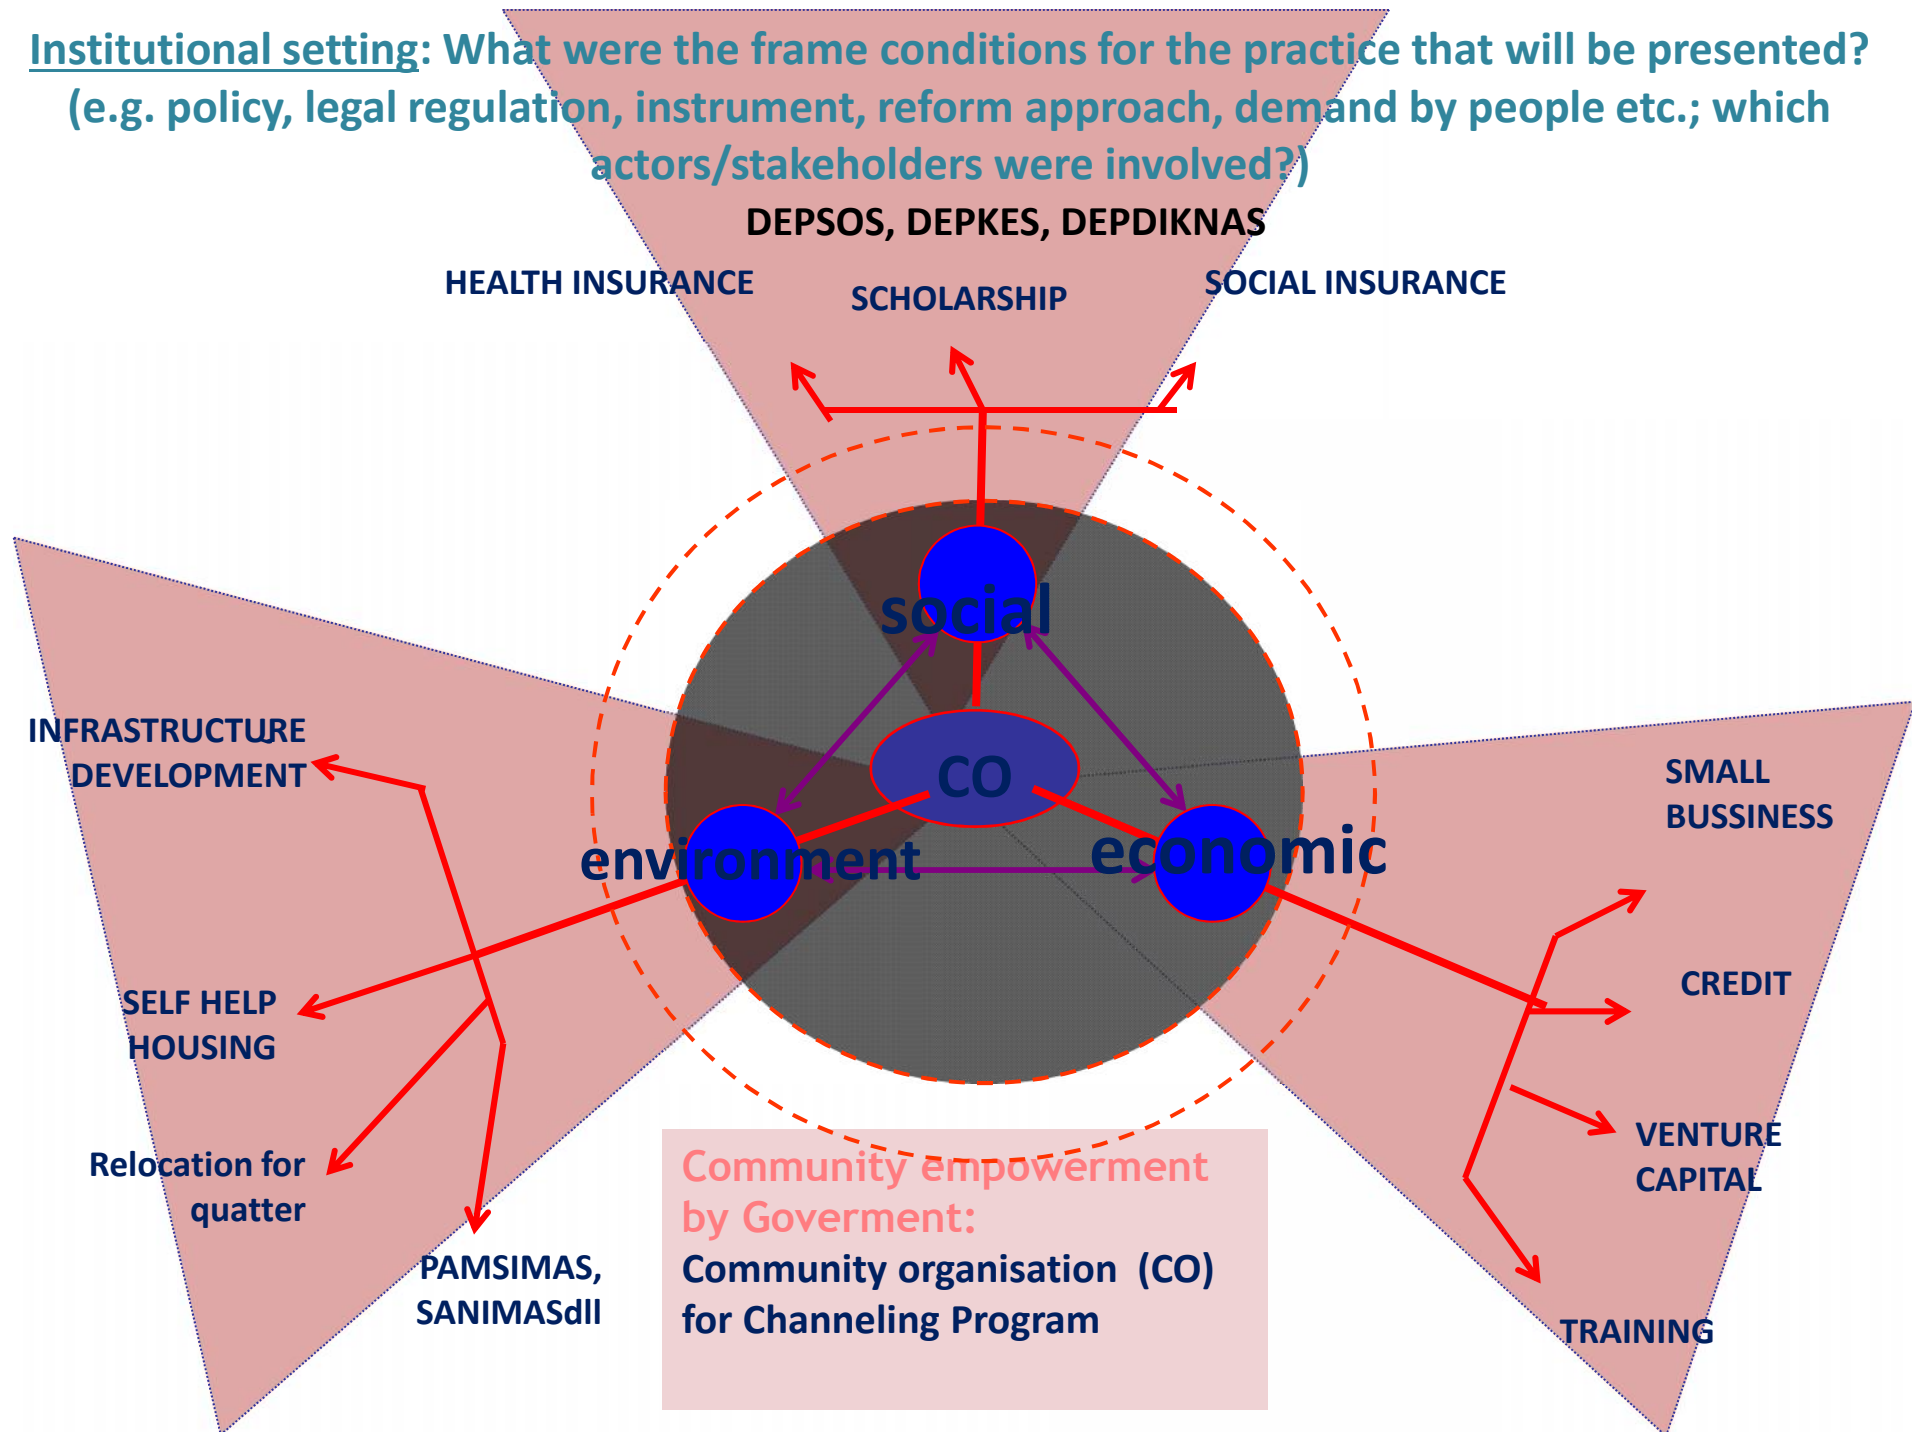 Institutional setting: What were the frame conditions for the practice that will be presented?
(e.g. policy, legal regulation, instrument, reform approach, demand by people etc.; which
actors/stakeholders were involved?)
DEPSOS, DEPKES, DEPDIKNAS
HEALTH INSURANCE
SCHOLARSHIP
SOCIAL INSURANCE
social
CO
environment
economic
INFRASTRUCTURE
DEVELOPMENT
SELF HELP
HOUSING
Relocation for
quatter
PAMSIMAS,
SANIMASdll
SMALL
BUSSINESS
CREDIT
VENTURE
CAPITAL
TRAINING
Community empowerment
by Goverment:
Community organisation (CO)
for Channeling Program